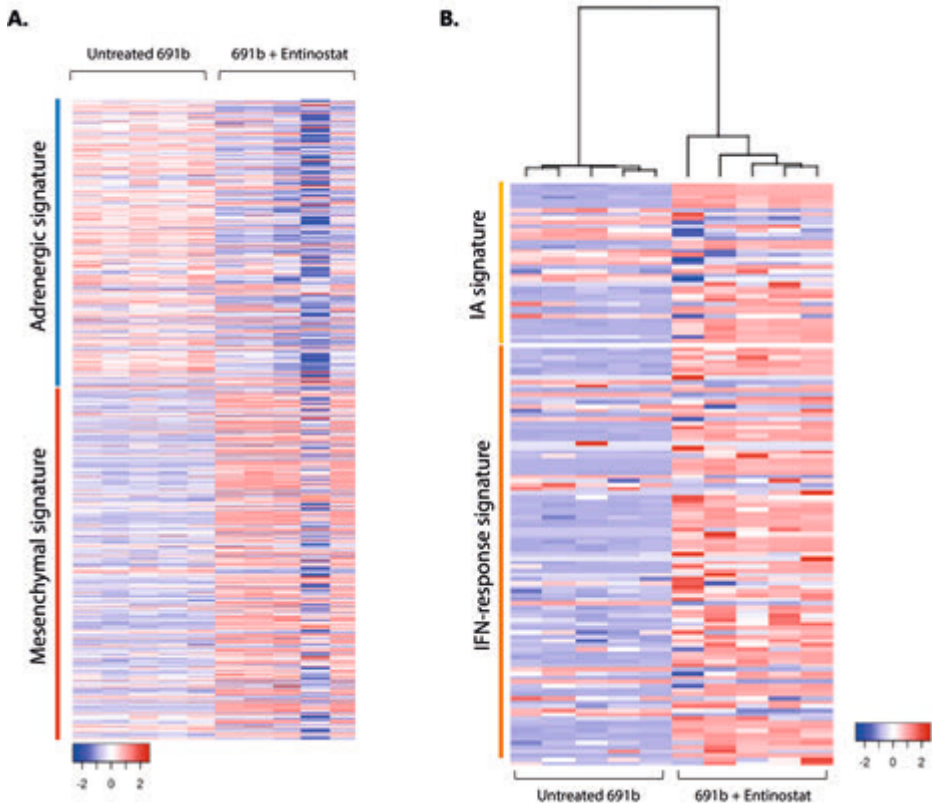 A.
Untreated 691b
691b + Entinostat
Adrenergic signature
Mesenchymal signature
-2 0 2
B.
IA signature
IFN-response signature
Untreated 691b
691b + Entinostat
-2 0 2